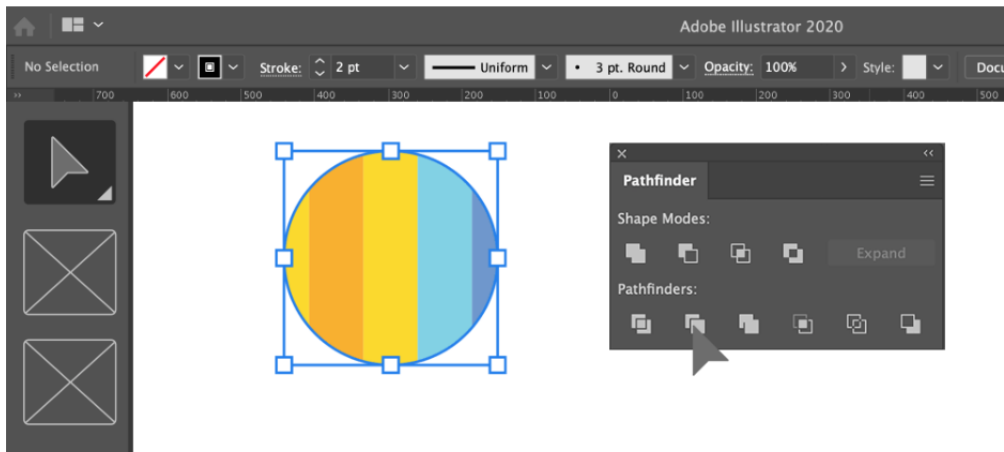 Adobe Illustrator 2020
No Selection Stroke: 2 pt Uniform 3 pt. Round Opacity: 100% Style: Docu
700 600 500 400 300 200 100 0 100 200 300 400 500
Pathfinder
Shape Modes:
Expand
Pathfinders: